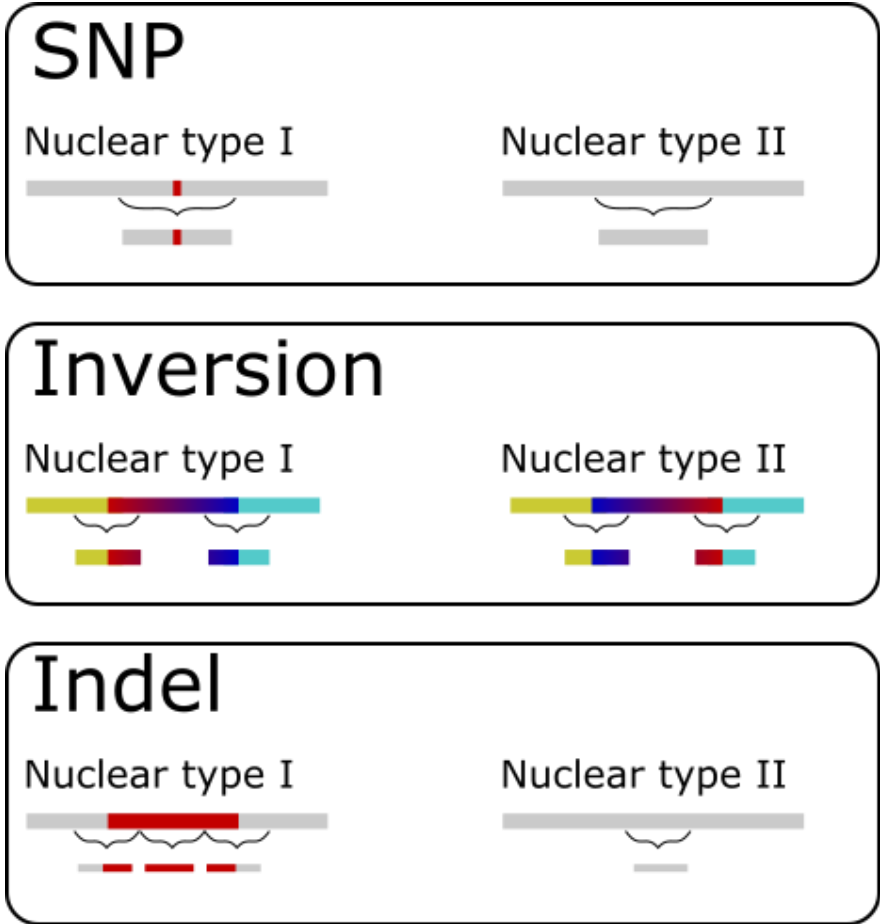 SNP
Nuclear type I
Nuclear type II
Inversion
Nuclear type I
Nuclear type II
Indel
Nuclear type I
Nuclear type II